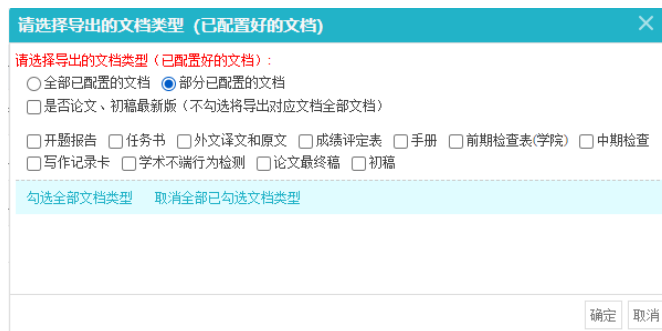 请选择导出的文档类型（已配置好的文档）
请选择导出的文档类型（已配置好的文档）:
全部已配置的文档 部分已配置的文档
是否论文、初稿最新版（不勾选将导出对应文档全部文档）
开题报告 任务书 外文译文和原文 成绩评定表 手册 前期检查表(学院) 中期检查
写作记录卡 学术不端行为检测 论文最终稿 初稿
勾选全部文档类型 取消全部已勾选文档类型
确定 取消